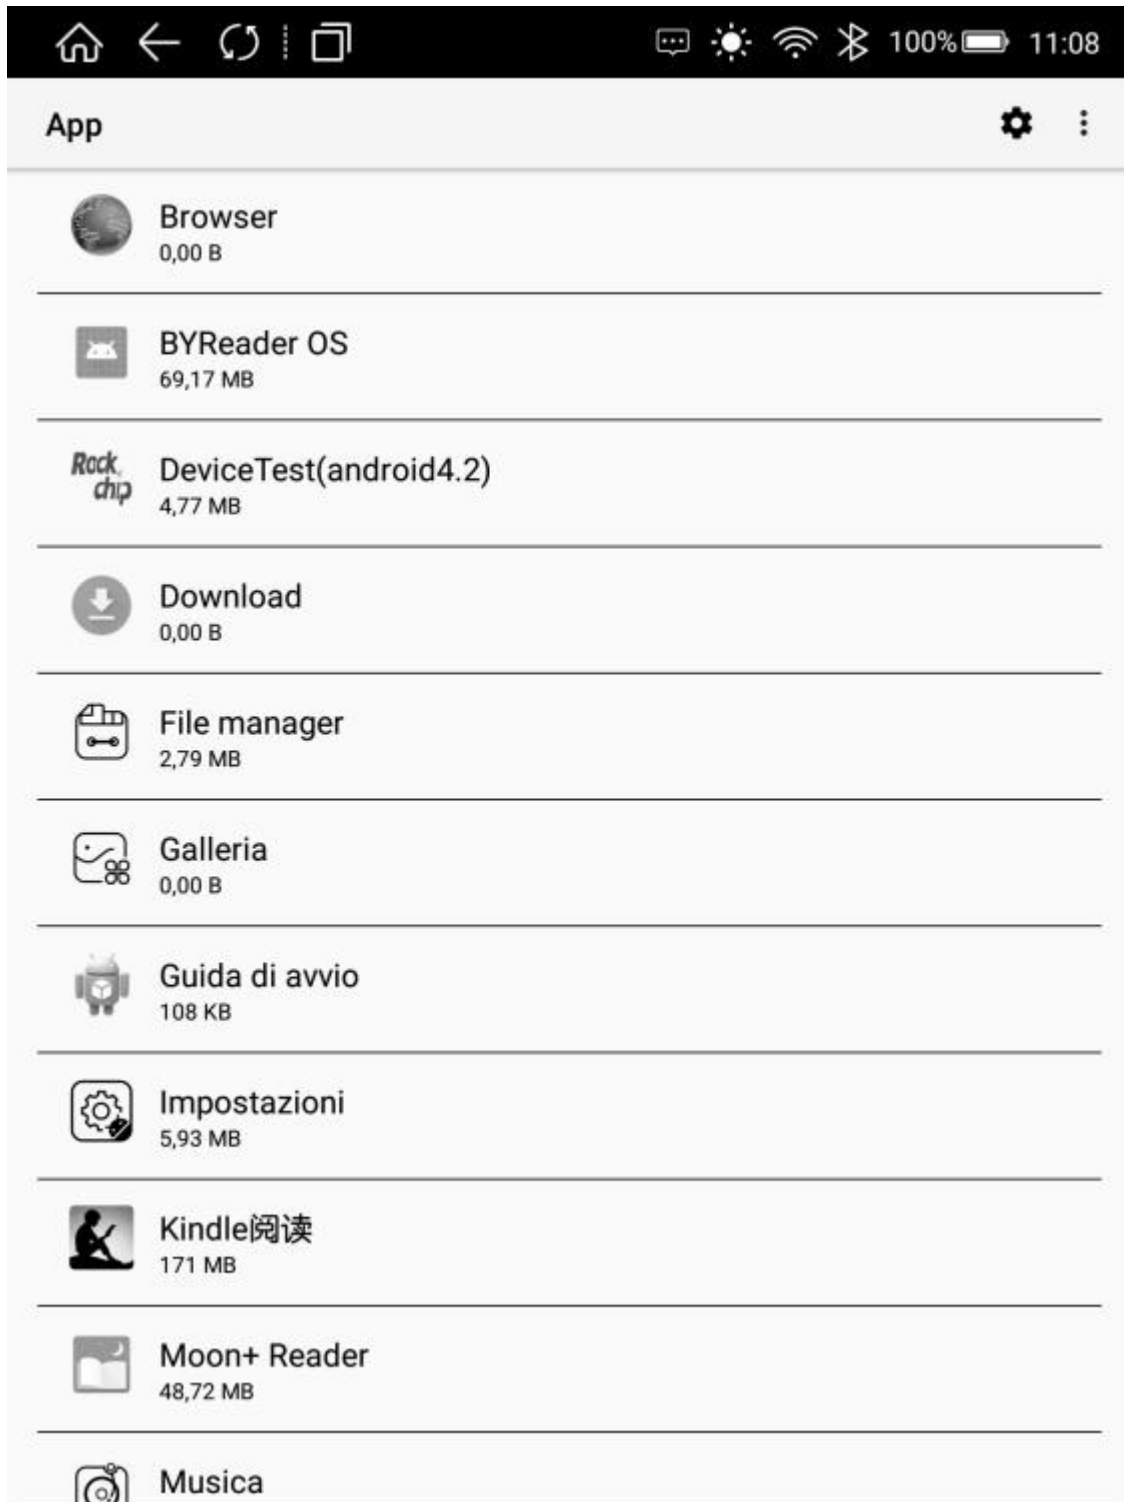 100% 11:08
App
Browser
0,00 B
BYReader OS
69,17 MB
Rock
chip
DeviceTest(android4.2)
4,77 MB
Download
0,00 B
File manager
2,79 MB
Galleria
0,00 B
Guida di avvio
108 KB
Impostazioni
5,93 MB
Kindle阅读
171 MB
Moon+ Reader
48,72 MB
Musica